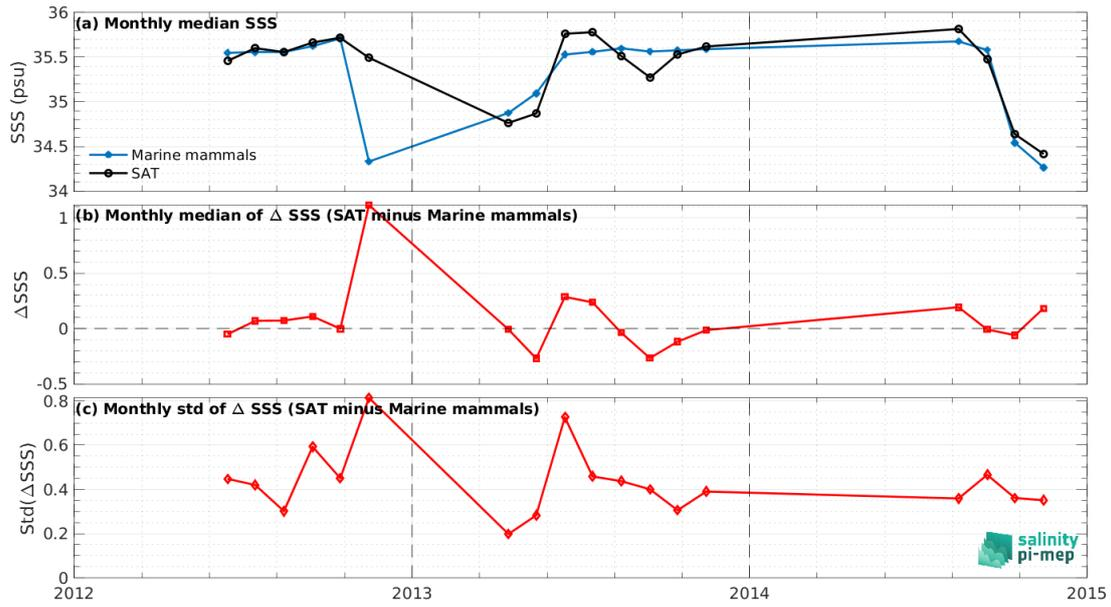 (a) Monthly median SSS
36
35.5
35
34.5
34
SSS (psu)
Marine mammals
SAT
(b) Monthly median of Δ SSS (SAT minus Marine mammals)
1
0.5
0
-0.5
ΔSSS
(c) Monthly std of Δ SSS (SAT minus Marine mammals)
0.8
0.6
0.4
0.2
0
Std(ΔSSS)
salinity
pi-mep
2012 2013 2014 2015